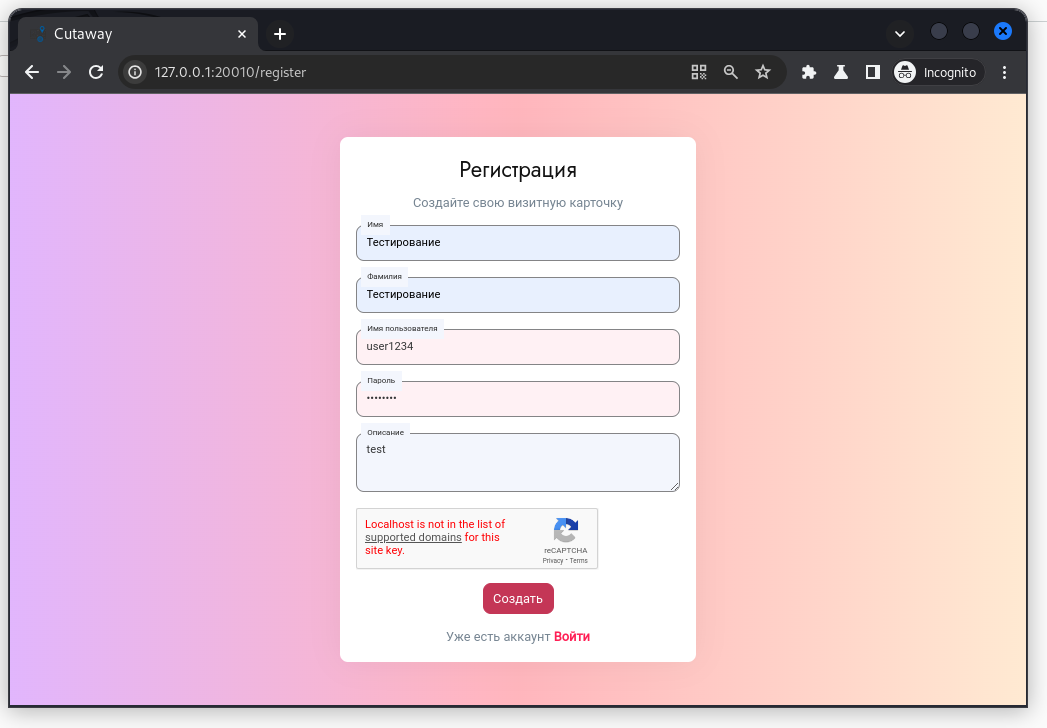 Cutaway
127.0.0.1:20010/register
Incognito
Регистрация
Создайте свою визитную карточку
Имя
Тестирование
Фамилия
Тестирование
Имя пользователя
user1234
Пароль
••••••••
Описание
test
Localhost is not in the list of
supported domains for this
site key.
reCAPTCHA
Privacy - Terms
Создать
Уже есть аккаунт Войти